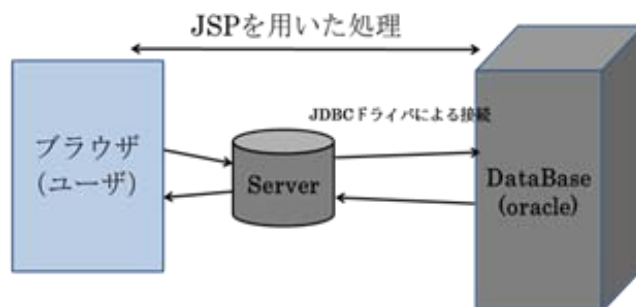 JSPを用いた処理
JDBCドライバによる接続
ブラウザ
(ユーザ)
Server
DataBase
(oracle)